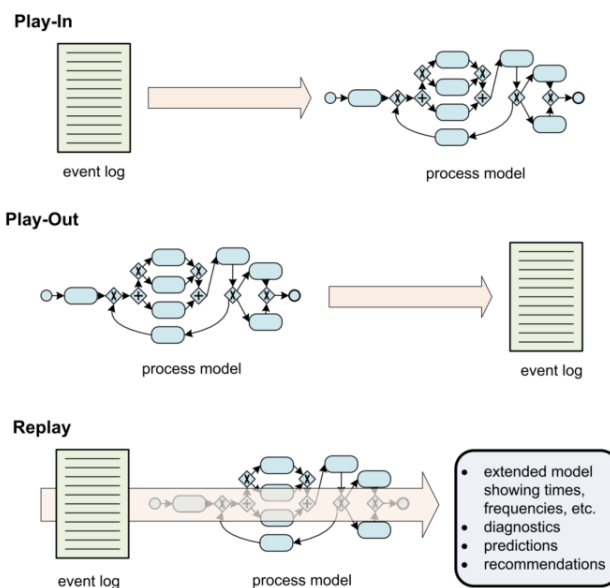 Play-In
event log
process model
Play-Out
process model
event log
Replay
event log
process model
• extended model
showing times,
frequencies, etc.
• diagnostics
• predictions
• recommendations